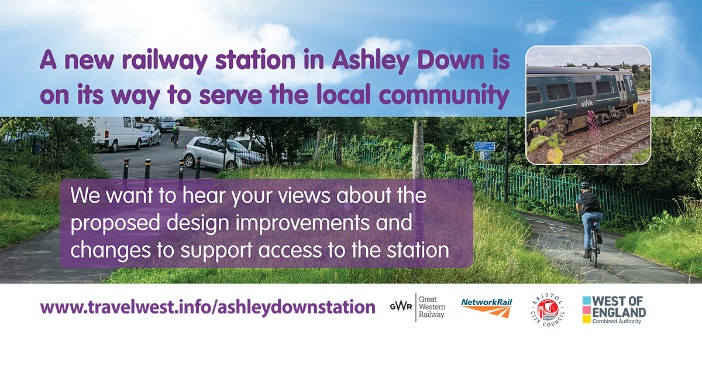 A new railway station in Ashley Down is
on its way to serve the local community
GWR
We want to hear your views about the
proposed design improvements and
changes to support access to the station
www.travelwest.info/ashleydownstation
GWR
Great
Western
Railway
NetworkRail
BRISTOL
CITY COUNCIL
WEST OF
ENGLAND
Combined Authority